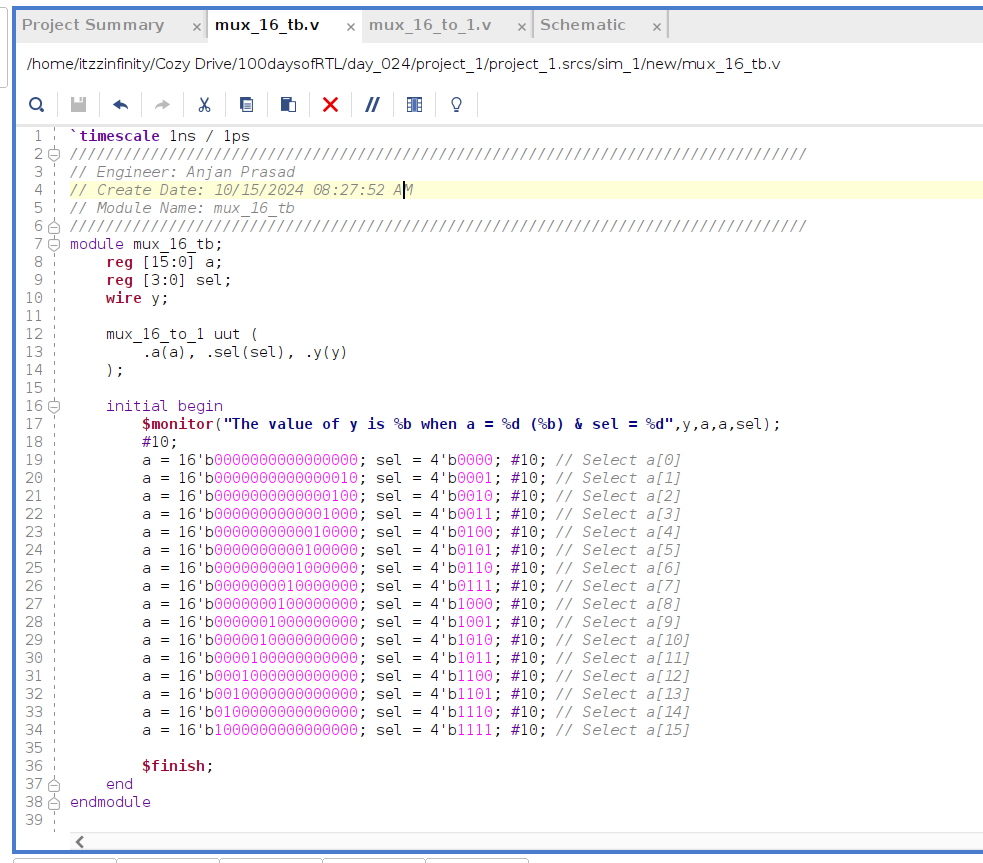 Project Summary × mux_16_tb.v × mux_16_to_1.v × Schematic ×
/home/itzzinfinity/Cozy Drive/100daysofRTL/day_024/project_1/project_1.srcs/sim_1/new/mux_16_tb.v
1 `timescale 1ns / 1ps
2 //////////////////////////////////////////////////////////////////////////////////
3 // Engineer: Anjan Prasad
4 // Create Date: 10/15/2024 08:27:52 AM
5 // Module Name: mux_16_tb
6 //////////////////////////////////////////////////////////////////////////////////
7 module mux_16_tb;
8 reg [15:0] a;
9 reg [3:0] sel;
10 wire y;
11
12 mux_16_to_1 uut (
13 .a(a), .sel(sel), .y(y)
14 );
15
16 initial begin
17 $monitor("The value of y is %b when a = %d (%b) & sel = %d",y,a,a,sel);
18 #10;
19 a = 16'b0000000000000000; sel = 4'b0000; #10; // Select a[0]
20 a = 16'b0000000000000010; sel = 4'b0001; #10; // Select a[1]
21 a = 16'b0000000000000100; sel = 4'b0010; #10; // Select a[2]
22 a = 16'b0000000000001000; sel = 4'b0011; #10; // Select a[3]
23 a = 16'b0000000000010000; sel = 4'b0100; #10; // Select a[4]
24 a = 16'b0000000000100000; sel = 4'b0101; #10; // Select a[5]
25 a = 16'b0000000001000000; sel = 4'b0110; #10; // Select a[6]
26 a = 16'b0000000010000000; sel = 4'b0111; #10; // Select a[7]
27 a = 16'b0000000100000000; sel = 4'b1000; #10; // Select a[8]
28 a = 16'b0000001000000000; sel = 4'b1001; #10; // Select a[9]
29 a = 16'b0000010000000000; sel = 4'b1010; #10; // Select a[10]
30 a = 16'b0000100000000000; sel = 4'b1011; #10; // Select a[11]
31 a = 16'b0001000000000000; sel = 4'b1100; #10; // Select a[12]
32 a = 16'b0010000000000000; sel = 4'b1101; #10; // Select a[13]
33 a = 16'b0100000000000000; sel = 4'b1110; #10; // Select a[14]
34 a = 16'b1000000000000000; sel = 4'b1111; #10; // Select a[15]
35
36 $finish;
37 end
38 endmodule
39